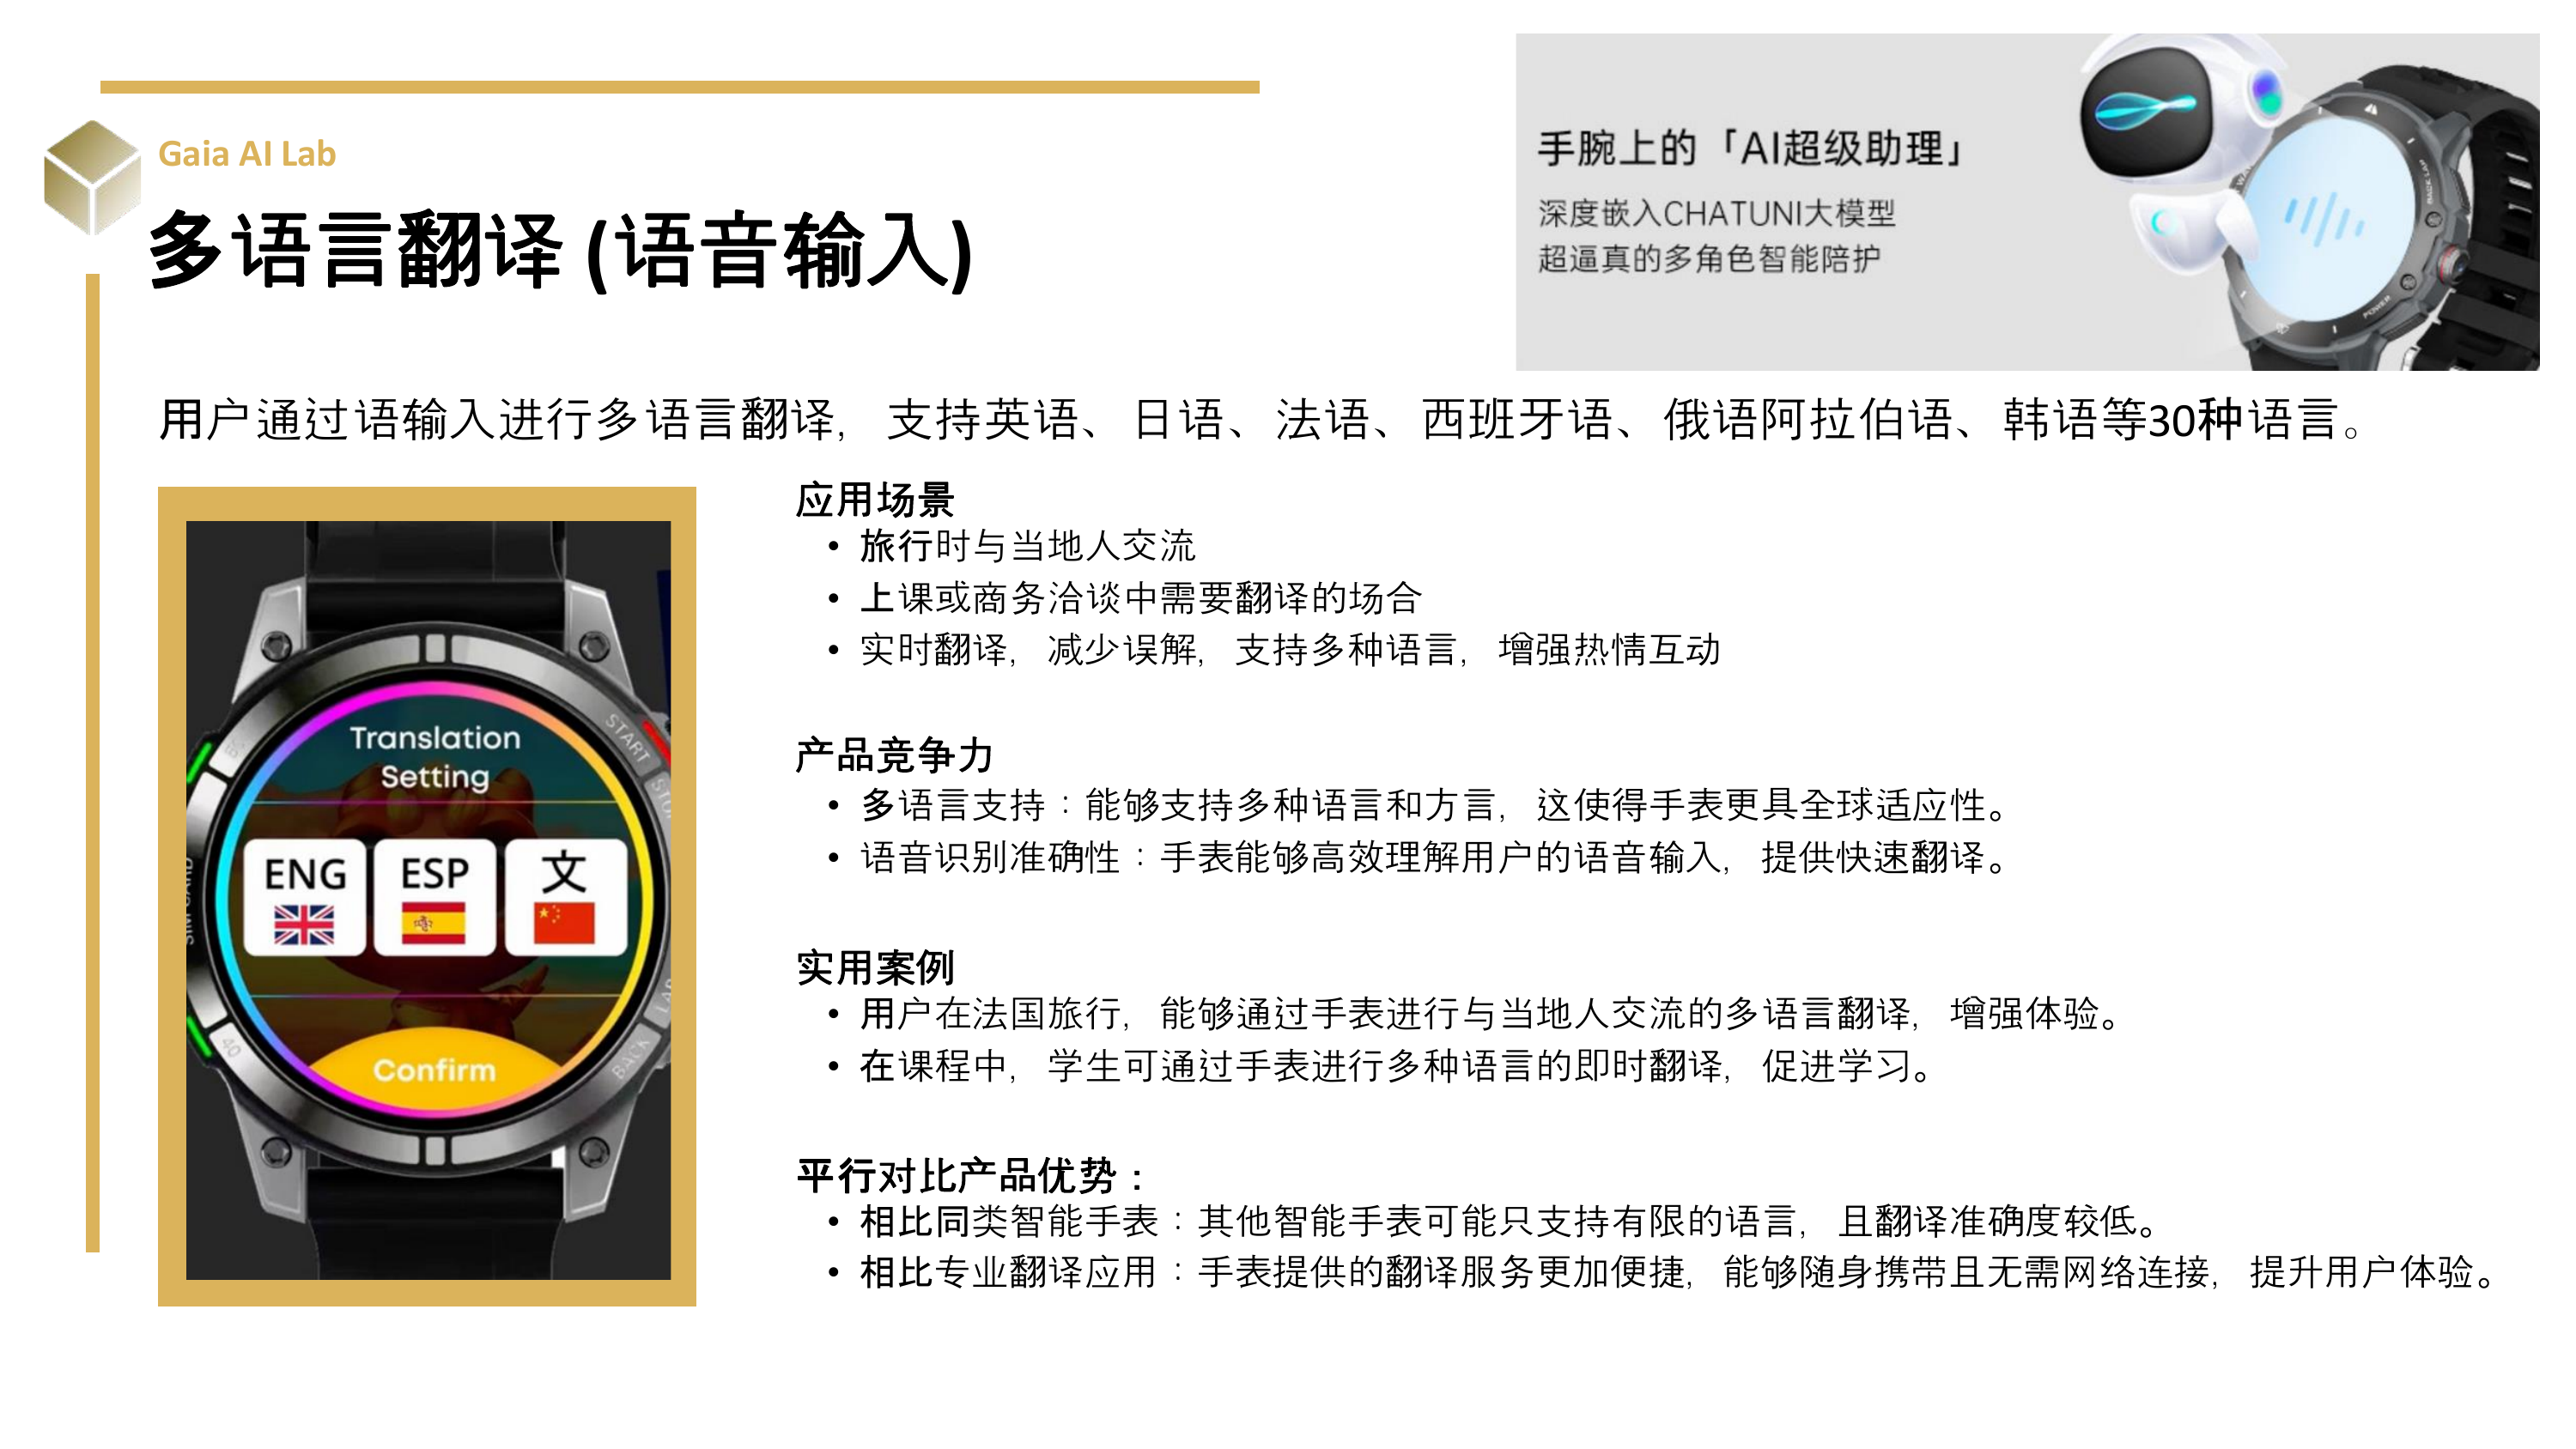 Gaia AI Lab
多语言翻译 (语音输入)
手腕上的「AI超级助理」
深度嵌入CHATUNI大模型
超逼真的多角色智能陪护
BACK LAP
POWER
用户通过语输入进行多语言翻译，支持英语、日语、法语、西班牙语、俄语阿拉伯语、韩语等30种语言。
Translation
Setting
ENG
ESP
文
Confirm
START
BACK
40
应用场景
• 旅行时与当地人交流
• 上课或商务洽谈中需要翻译的场合
• 实时翻译，减少误解，支持多种语言，增强热情互动
产品竞争力
• 多语言支持：能够支持多种语言和方言，这使得手表更具全球适应性。
• 语音识别准确性：手表能够高效理解用户的语音输入，提供快速翻译。
实用案例
• 用户在法国旅行，能够通过手表进行与当地人交流的多语言翻译，增强体验。
• 在课程中，学生可通过手表进行多种语言的即时翻译，促进学习。
平行对比产品优势：
• 相比同类智能手表：其他智能手表可能只支持有限的语言，且翻译准确度较低。
• 相比专业翻译应用：手表提供的翻译服务更加便捷，能够随身携带且无需网络连接，提升用户体验。